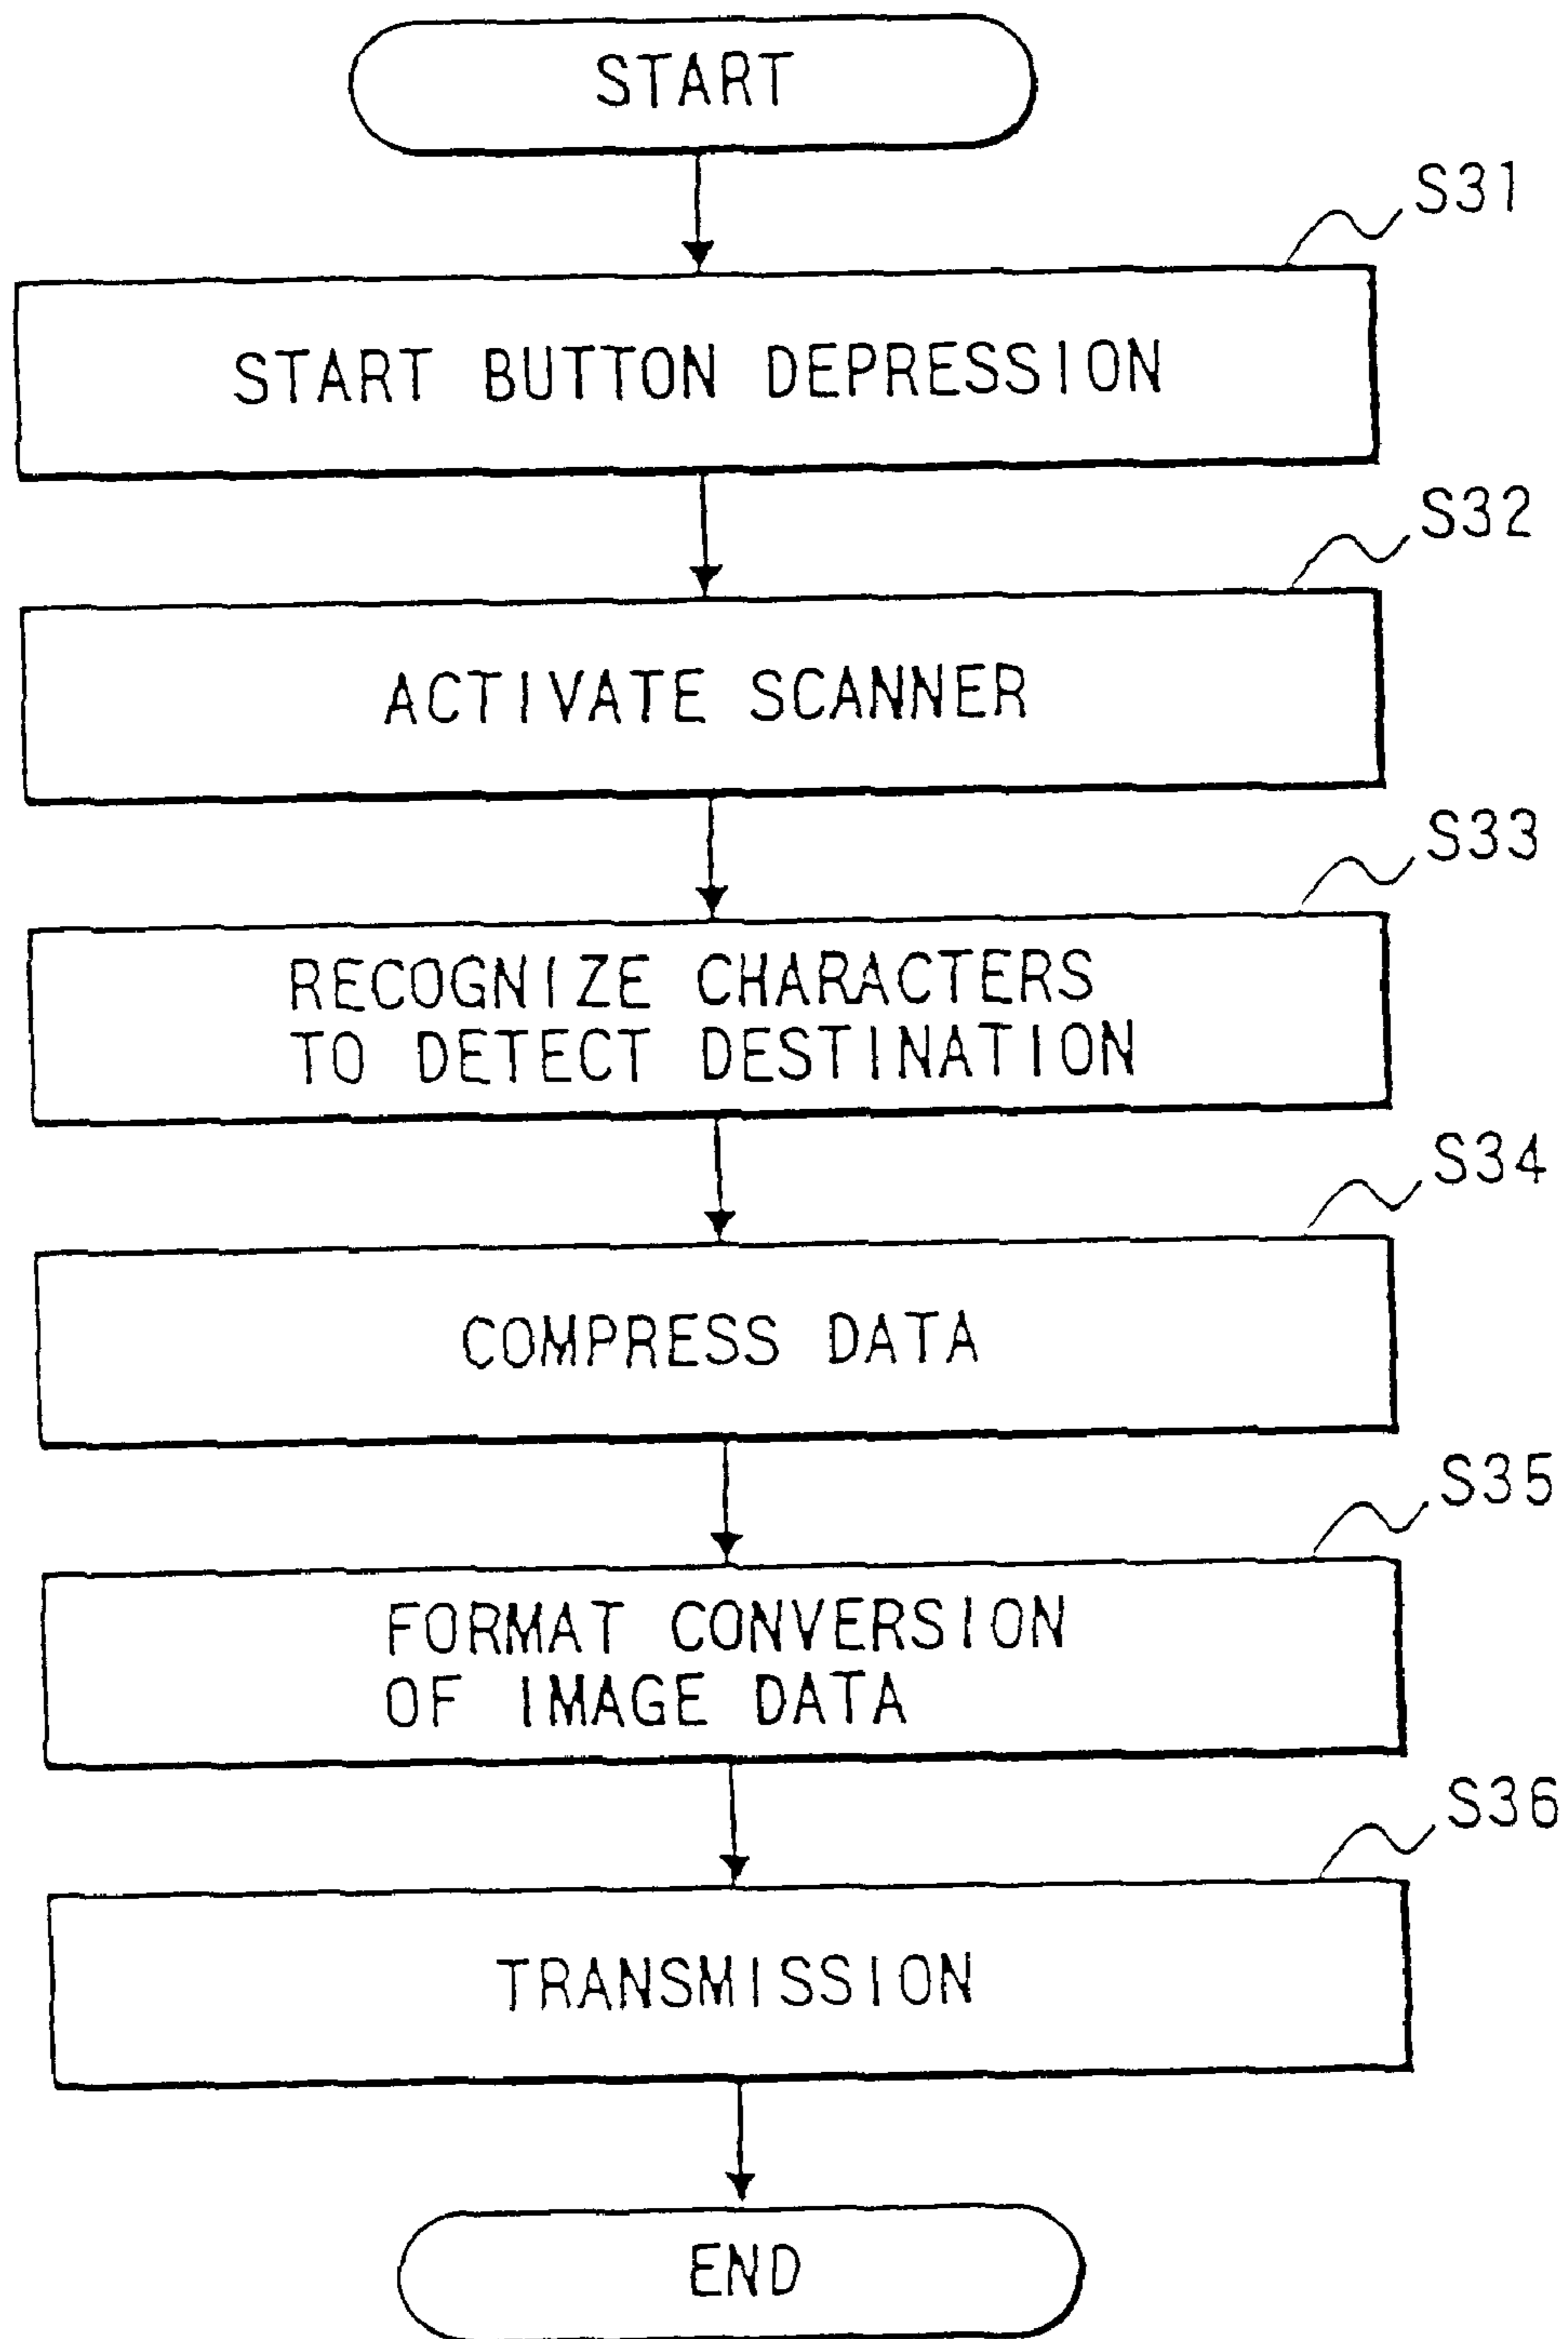 START
S31
START BUTTON DEPRESSION
S32
ACTIVATE SCANNER
S33
RECOGNIZE CHARACTERS
TO DETECT DESTINATION
S34
COMPRESS DATA
S35
FORMAT CONVERSION
OF IMAGE DATA
S36
TRANSMISSION
END